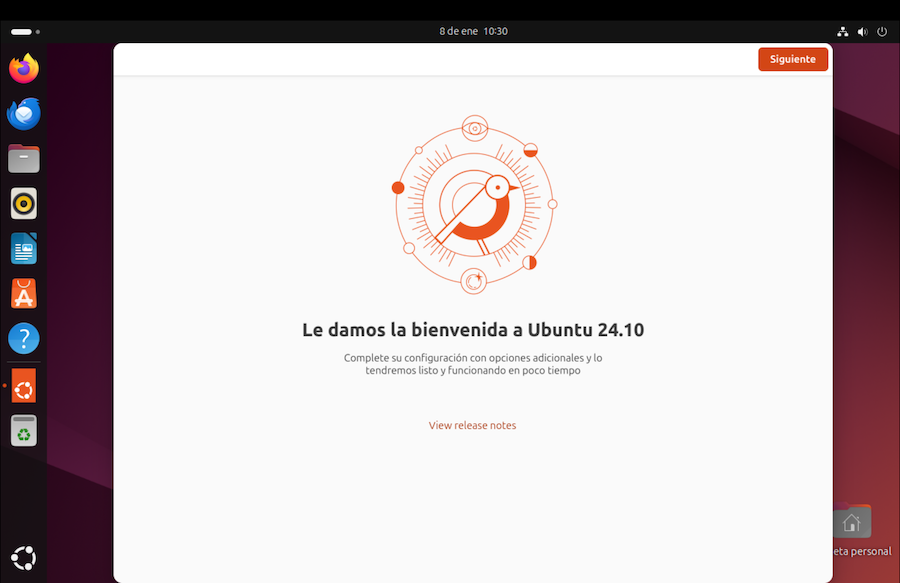 8 de ene 10:30
Siguiente
Le damos la bienvenida a Ubuntu 24.10
Complete su configuración con opciones adicionales y lo
tendremos listo y funcionando en poco tiempo
View release notes
eta personal